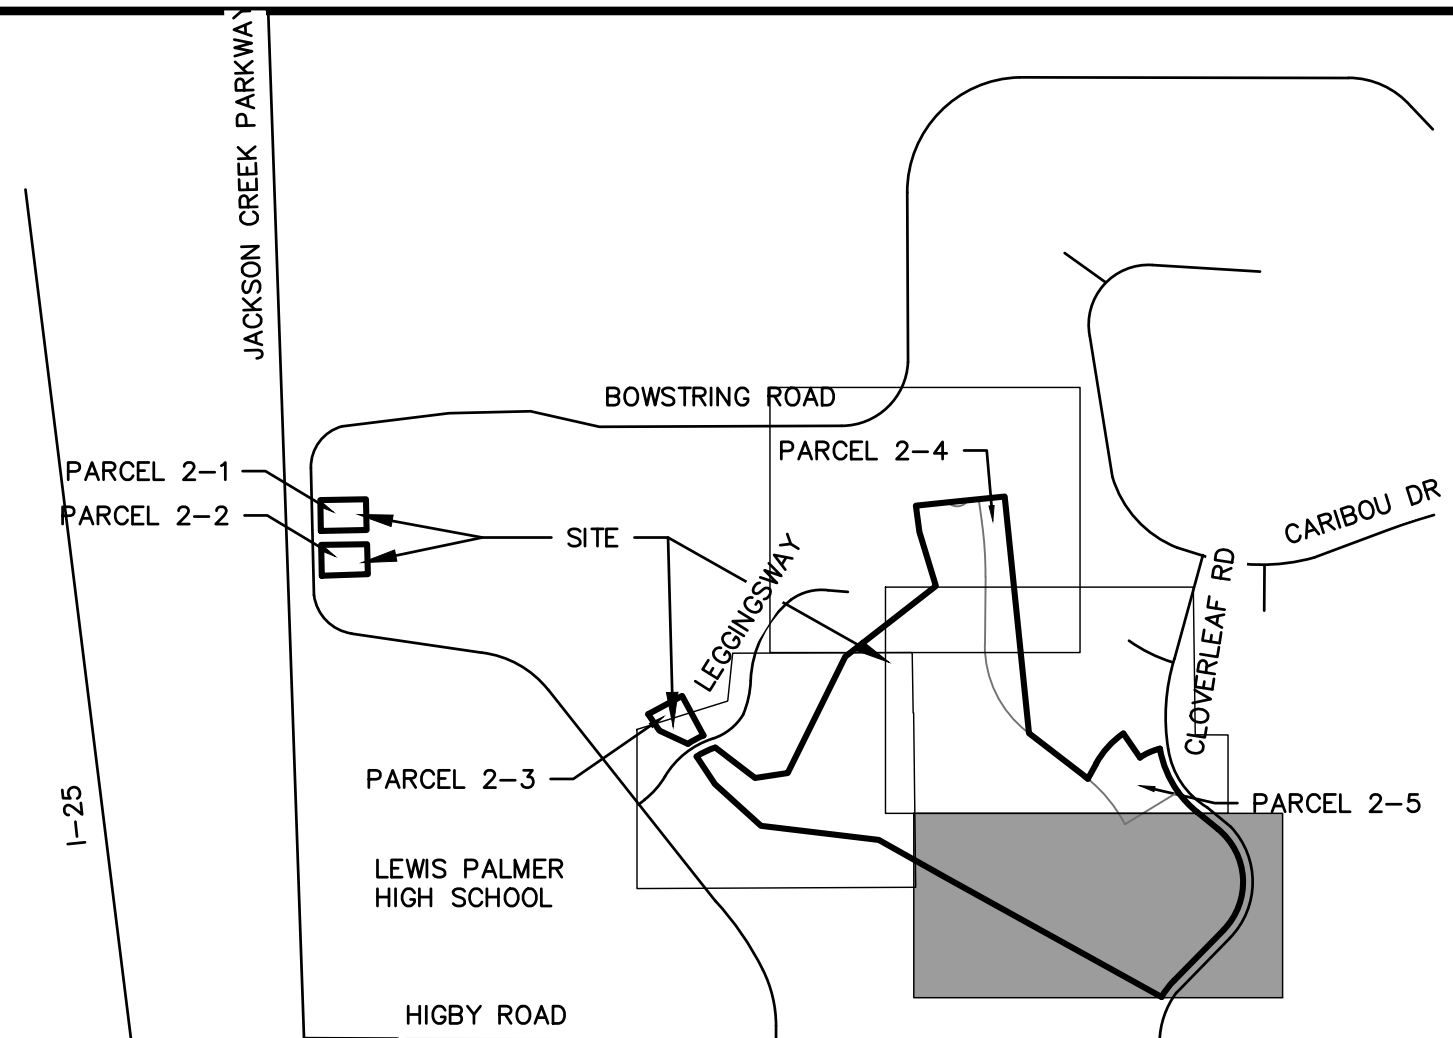 JACKSON CREEK PARKWAY
BOWSTRING ROAD
PARCEL 2-4
PARCEL 2-1
PARCEL 2-2
SITE
CARIBOU DR
LEGGINGSWAY
CLOVERLEAF RD
PARCEL 2-3
PARCEL 2-5
I-25
LEWIS PALMER
HIGH SCHOOL
HIGBY ROAD